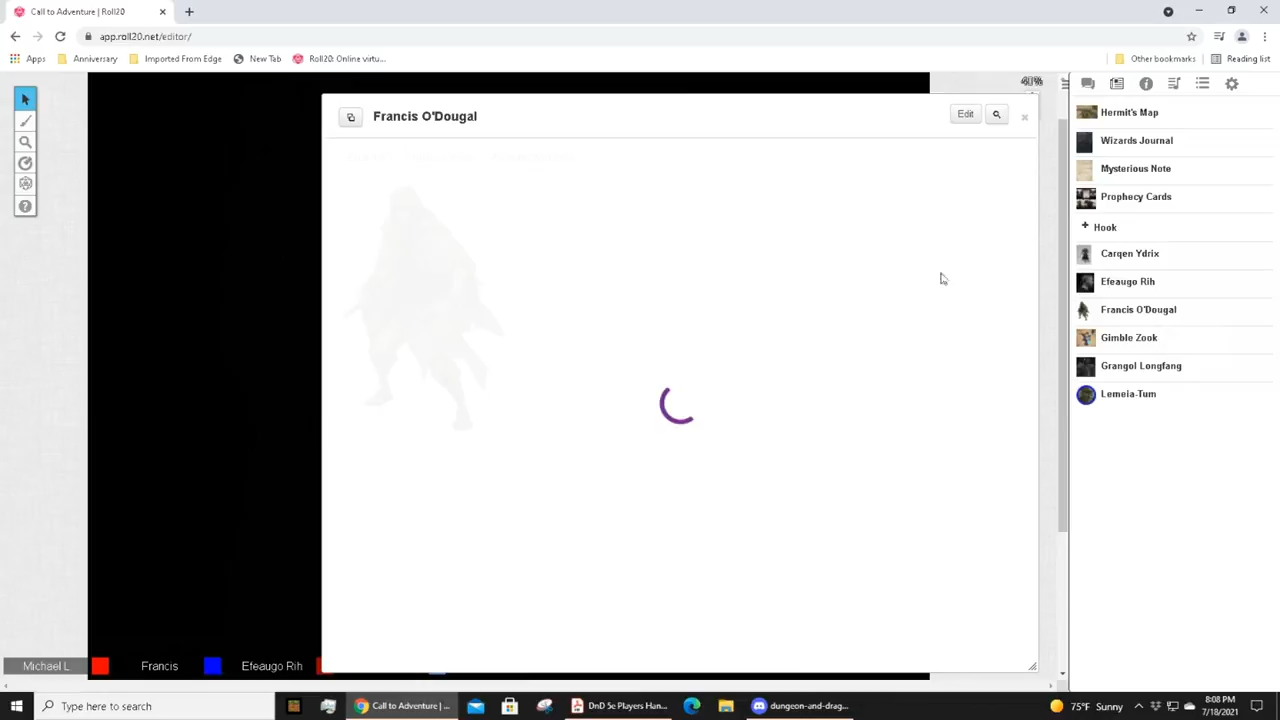 Call to Adventure | Roll20
app.roll20.net/editor/
Apps Anniversary Imported From Edge New Tab Roll20: Online virtu... Other bookmarks Reading list
40%
Francis O'Dougal
Edit
Hermit's Map
Wizards Journal
Mysterious Note
Prophecy Cards
+ Hook
Carqen Ydrix
Efeaugo Rih
Francis O'Dougal
Gimble Zook
Grangol Longfang
Lemeia-Tum
Michael L. Francis Efeaugo Rih
Type here to search
Call to Adventure | ...
DnD 5e Players Han...
dungeon-and-drag...
75°F Sunny
8:08 PM
7/18/2021